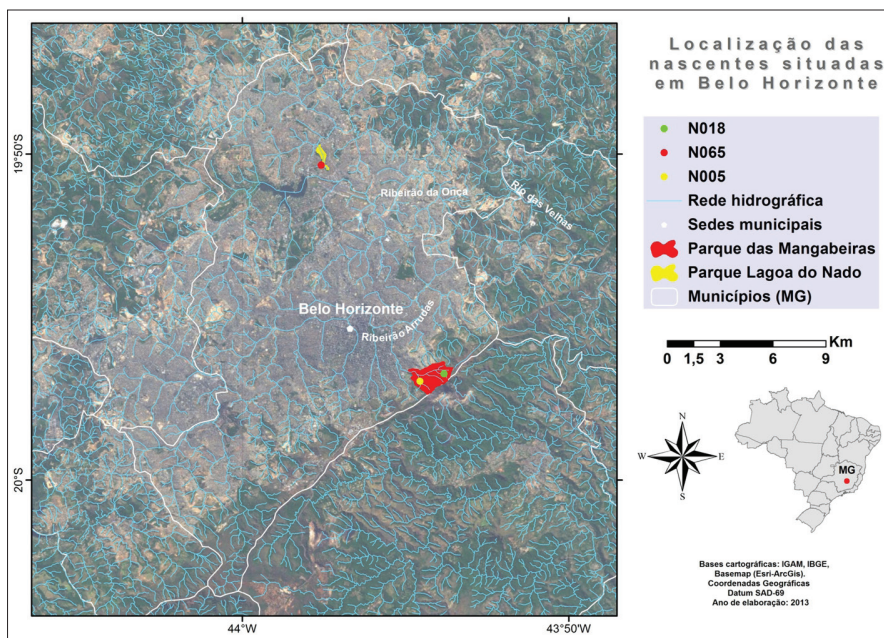 Localização das
nascentes situadas
em Belo Horizonte
N018
N065
N005
Rede hidrográfica
Sedes municipais
Parque das Mangabeiras
Parque Lagoa do Nado
Municípios (MG)
Km
0 1,5 3 6 9
N
W E
S
MG
Bases cartográficas: IGAM, IBGE,
Basemap (Esri-ArcGis).
Coordenadas Geográficas
Datum SAD-69
Ano de elaboração: 2013
19°50'S
20°S
44°W
43°50'W
Ribeirão da Onça
Rio das Velhas
Belo Horizonte
Ribeirão Arrudas